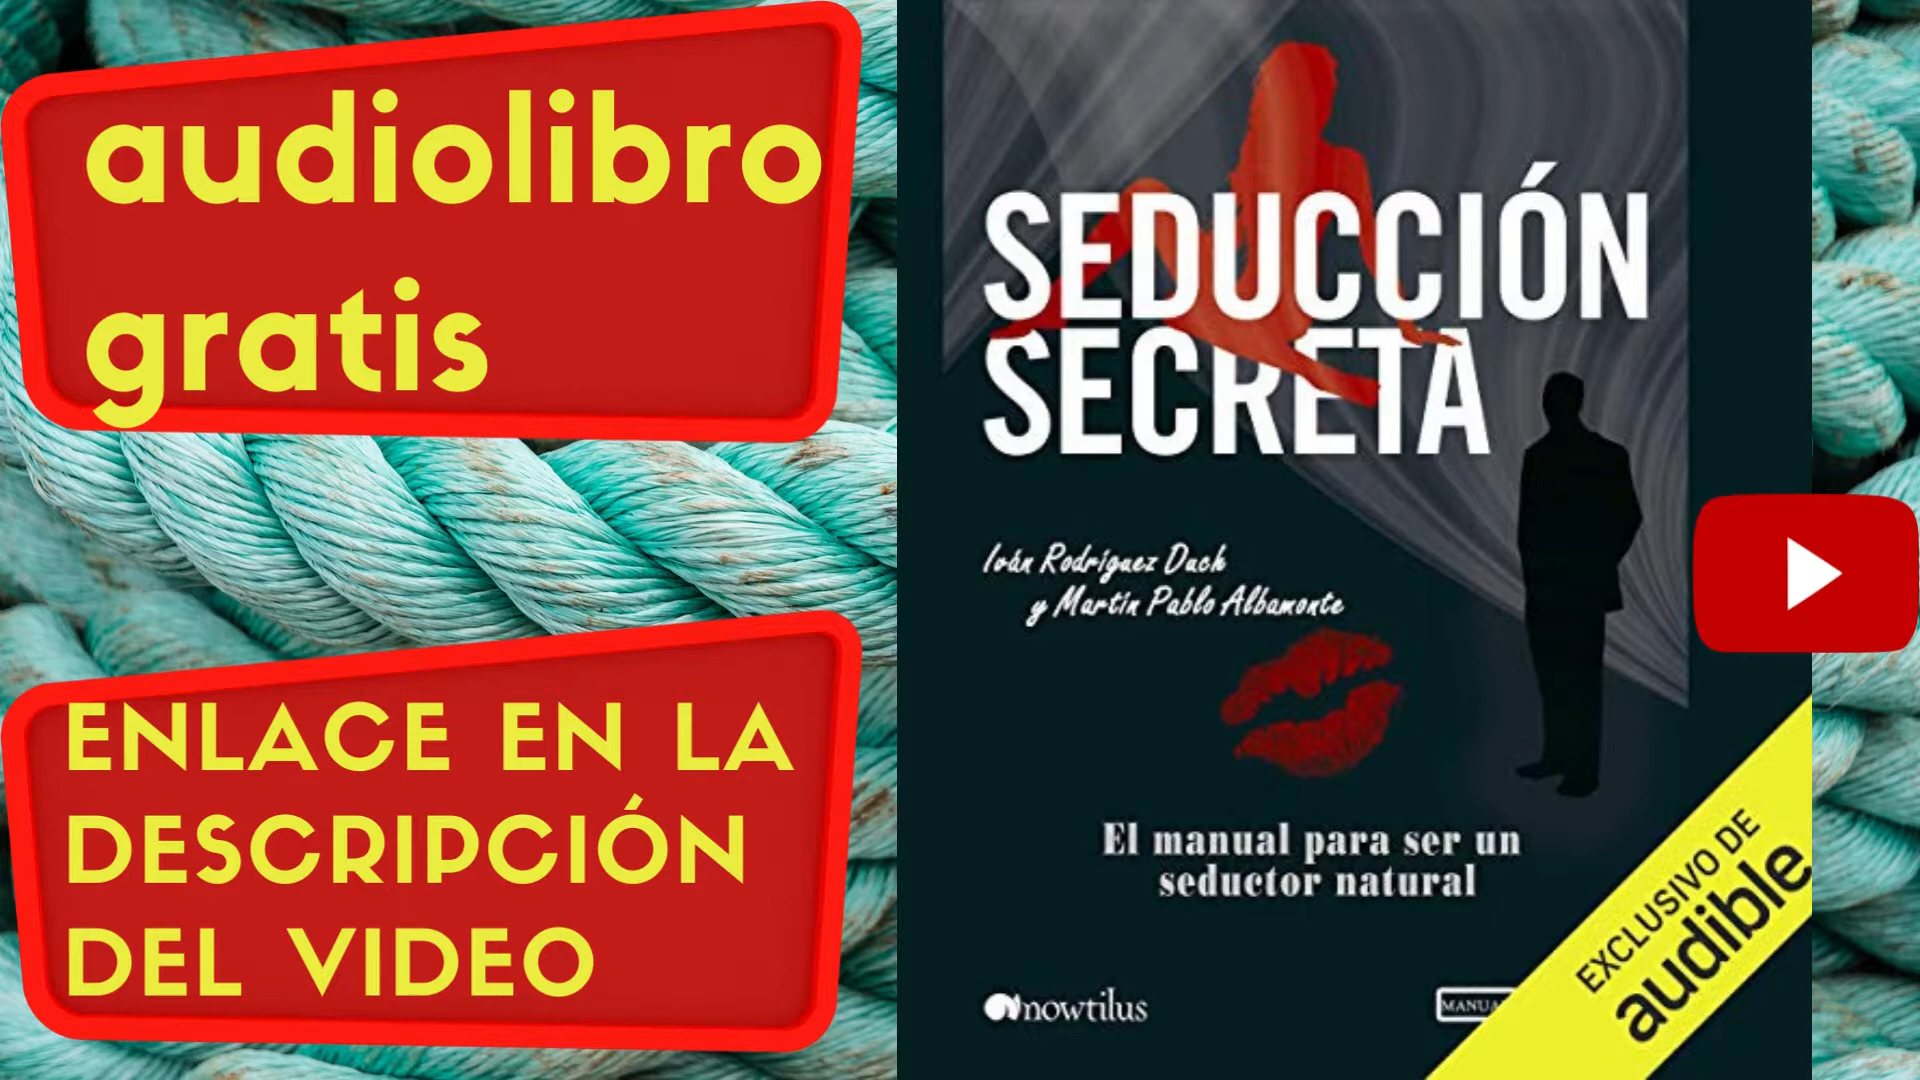 audiolibro
gratis
ENLACE EN LA
DESCRIPCIÓN
DEL VIDEO
SEDUCCIÓN
SECRETA
Iván Rodríguez Duch
y Martín Pablo Albamonte
El manual para ser un
seductor natural
nowtilus
EXCLUSIVO DE
audible